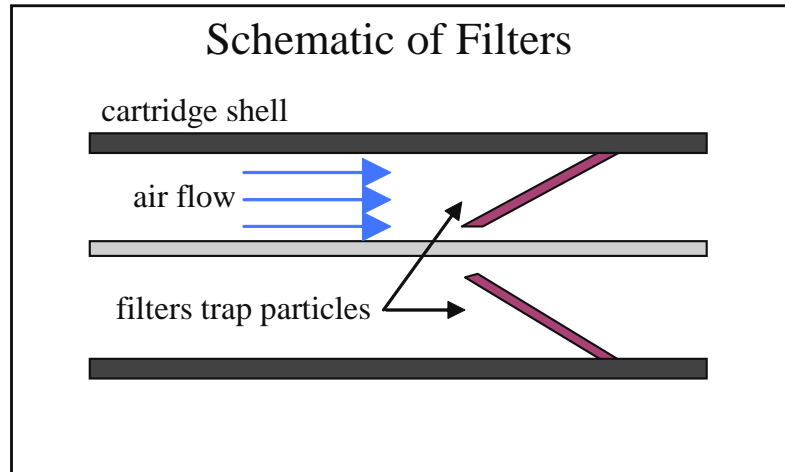 Schematic of Filters
cartridge shell
air flow
filters trap particles